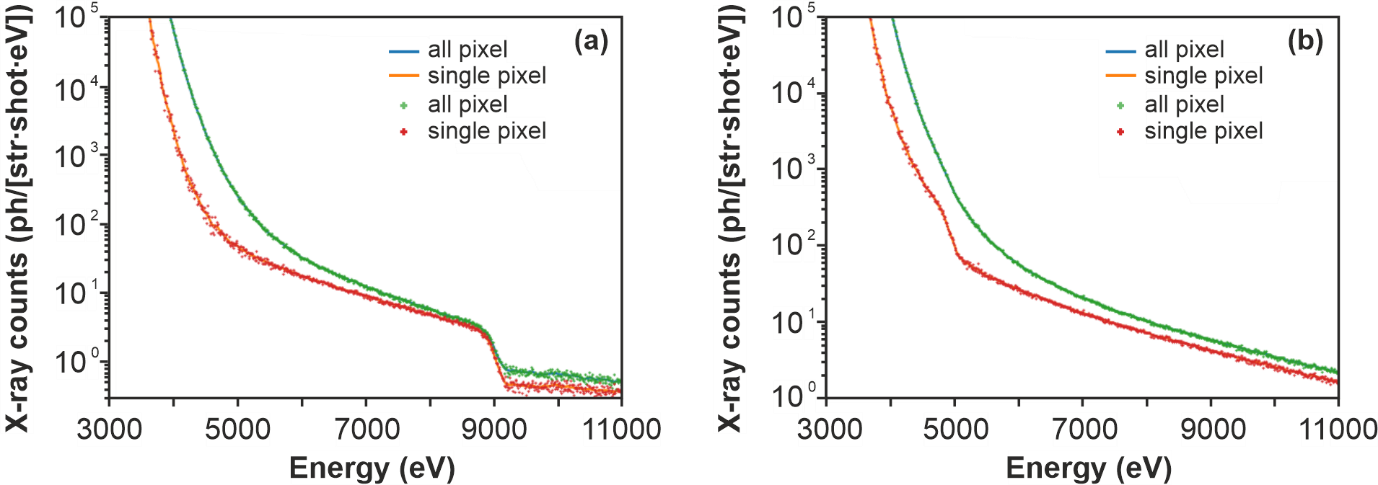 X-ray counts (ph/[str·shot·eV])
10^5
10^4
10^3
10^2
10^1
10^0
(a)
all pixel
single pixel
all pixel
single pixel
3000 5000 7000 9000 11000
Energy (eV)
X-ray counts (ph/[str·shot·eV])
10^5
10^4
10^3
10^2
10^1
10^0
(b)
all pixel
single pixel
all pixel
single pixel
3000 5000 7000 9000 11000
Energy (eV)